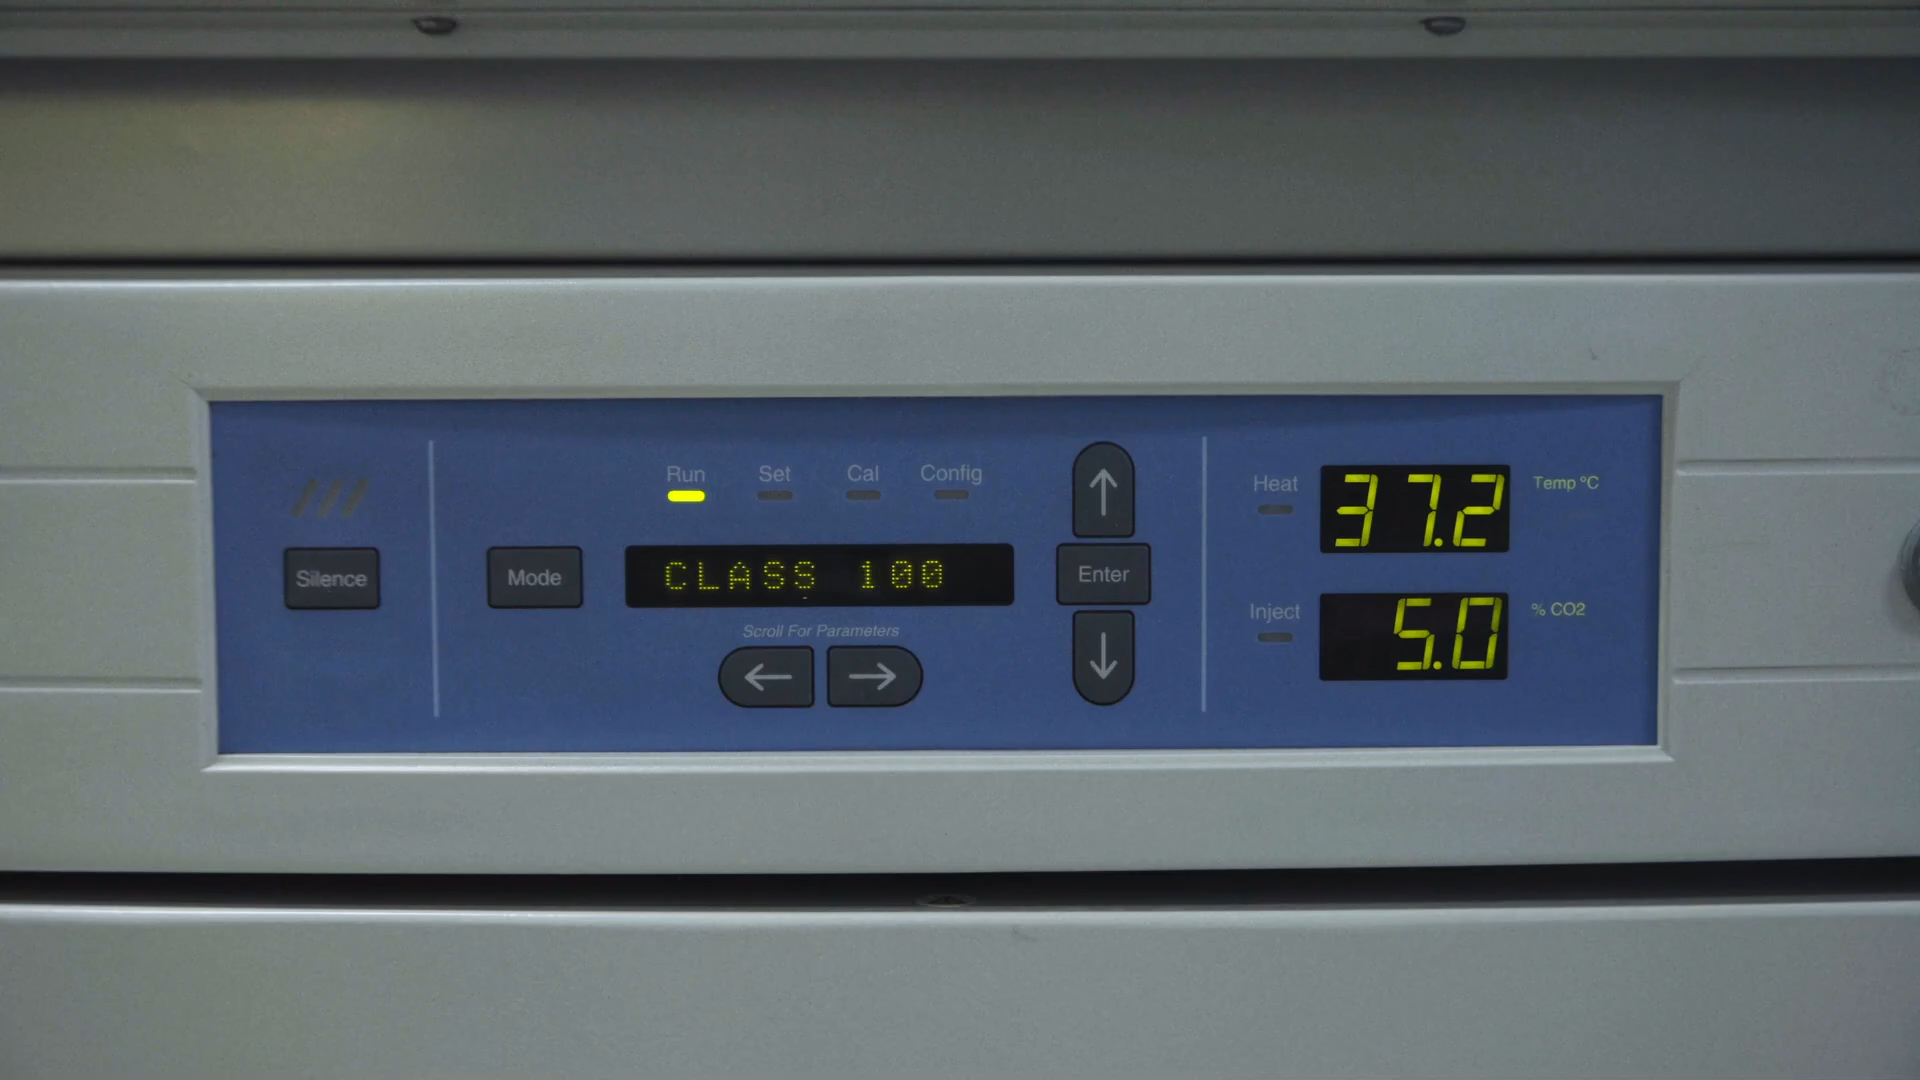 Run Set Cal Config
Heat
37.2
Temp °C
Silence
Mode
CLASS 100
Enter
Scroll For Parameters
Inject
5.0
% CO2